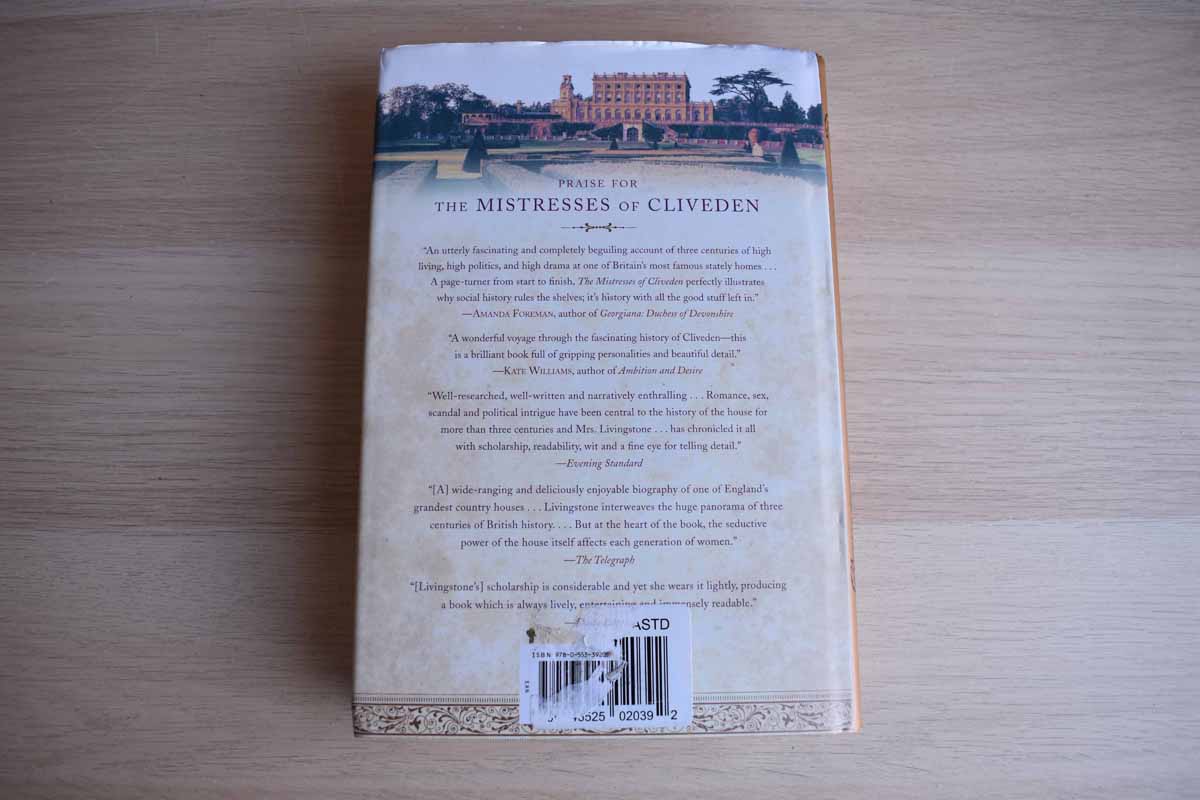 PRAISE FOR
THE MISTRESSES OF CLIVEDEN
“An utterly fascinating and completely beguiling account of three centuries of high
living, high politics, and high drama at one of Britain’s most famous stately homes . . .
A page-turner from start to finish, The Mistresses of Cliveden perfectly illustrates
why social history rules the shelves; it’s history with all the good stuff left in.”
—AMANDA FOREMAN, author of Georgiana: Duchess of Devonshire
“A wonderful voyage through the fascinating history of Cliveden—this
is a brilliant book full of gripping personalities and beautiful detail.”
—KATE WILLIAMS, author of Ambition and Desire
“Well-researched, well-written and narratively enthralling . . . Romance, sex,
scandal and political intrigue have been central to the history of the house for
more than three centuries and Mrs. Livingstone . . . has chronicled it all
with scholarship, readability, wit and a fine eye for telling detail.”
—Evening Standard
“[A] wide-ranging and deliciously enjoyable biography of one of England’s
grandest country houses . . . Livingstone interweaves the huge panorama of three
centuries of British history. . . . But at the heart of the book, the seductive
power of the house itself affects each generation of women.”
—The Telegraph
“[Livingstone’s] scholarship is considerable and yet she wears it lightly, producing
a book which is always lively, entertaining and immensely readable.”
ASTD
ISBN 978-0-553-392
EAN
525 02039 2